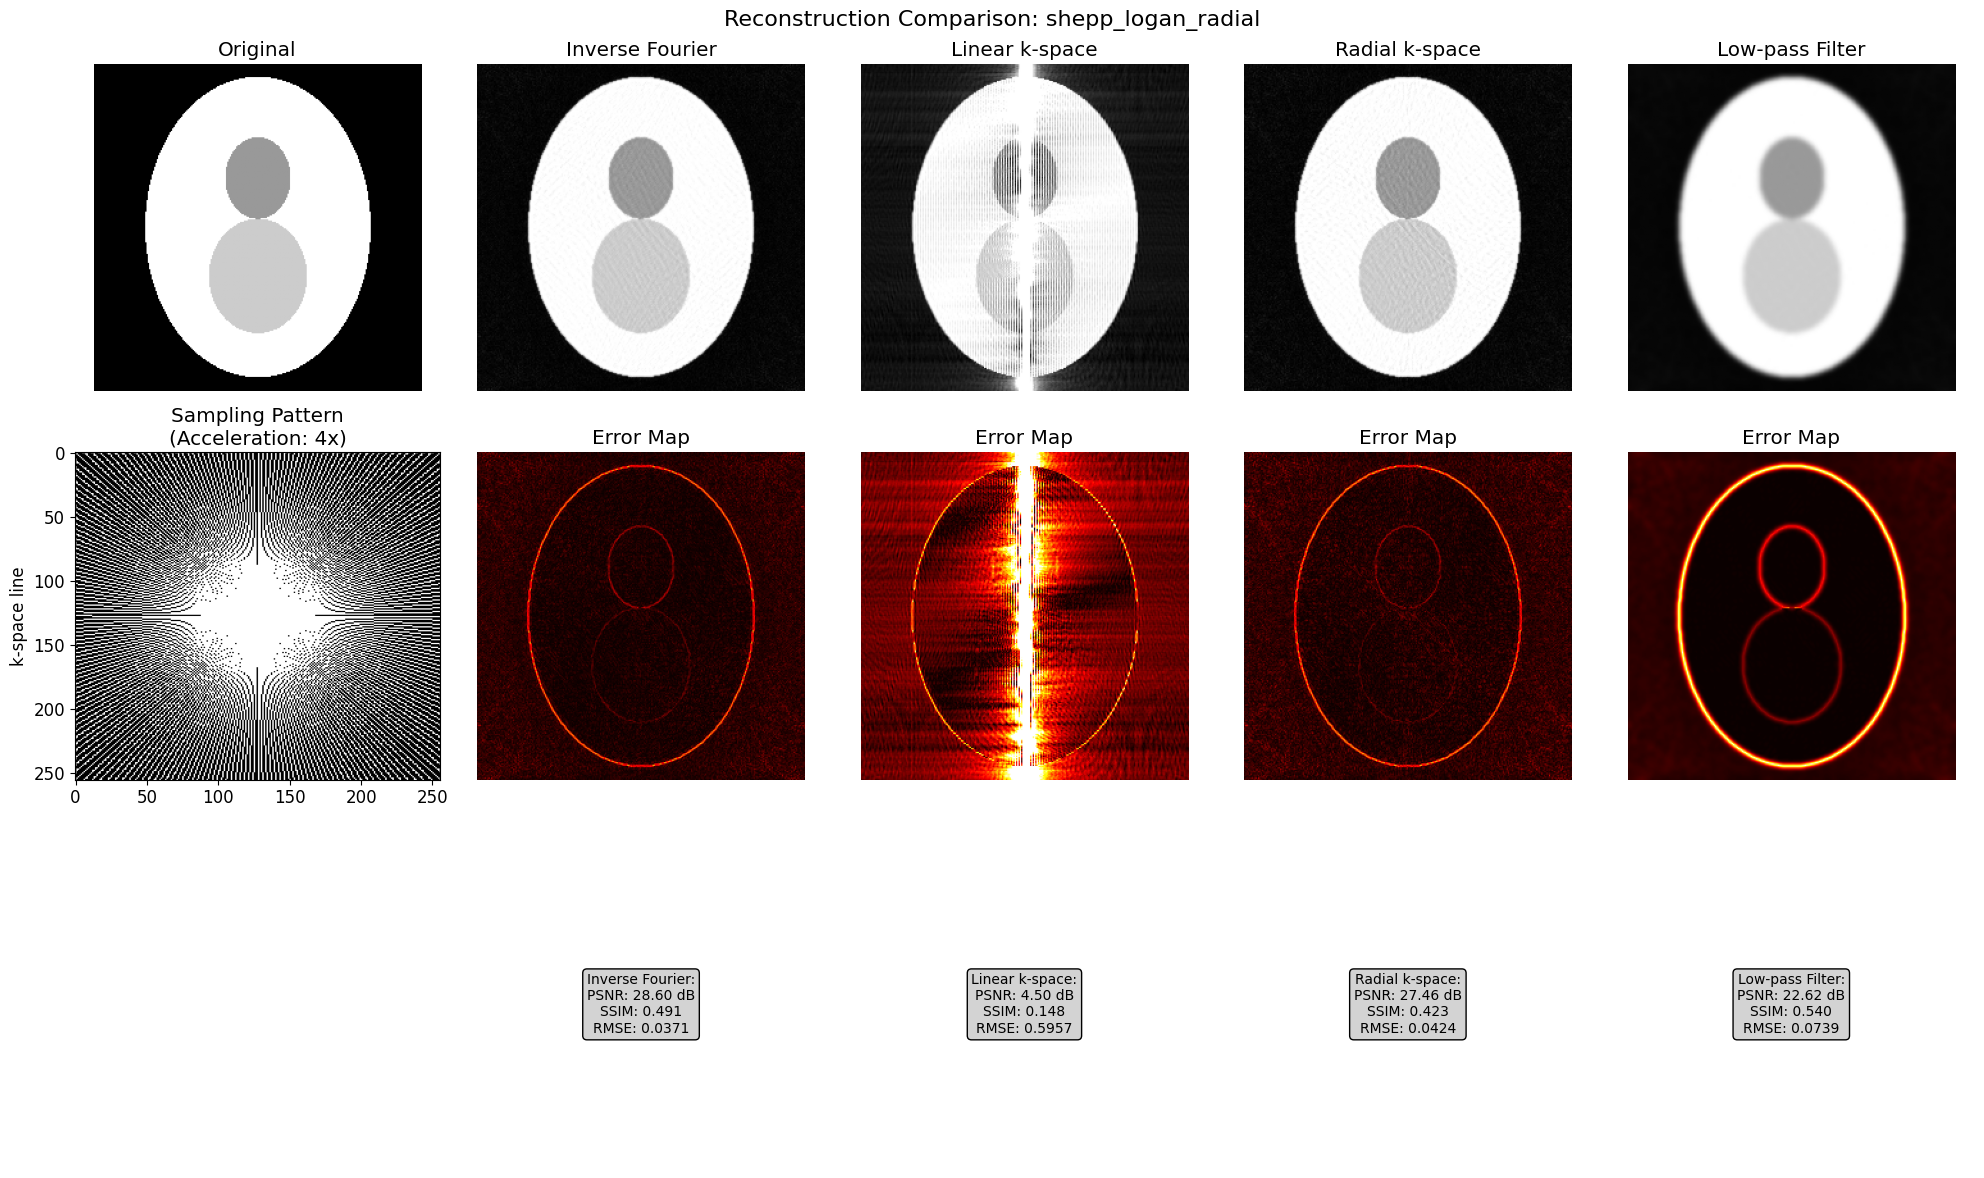 Reconstruction Comparison: shepp_logan_radial
Original
Inverse Fourier
Linear k-space
Radial k-space
Low-pass Filter
Sampling Pattern
(Acceleration: 4x)
Error Map
Error Map
Error Map
Error Map
k-space line
0
50
100
150
200
250
0
50
100
150
200
250
Inverse Fourier:
PSNR: 28.60 dB
SSIM: 0.491
RMSE: 0.0371
Linear k-space:
PSNR: 4.50 dB
SSIM: 0.148
RMSE: 0.5957
Radial k-space:
PSNR: 27.46 dB
SSIM: 0.423
RMSE: 0.0424
Low-pass Filter:
PSNR: 22.62 dB
SSIM: 0.540
RMSE: 0.0739